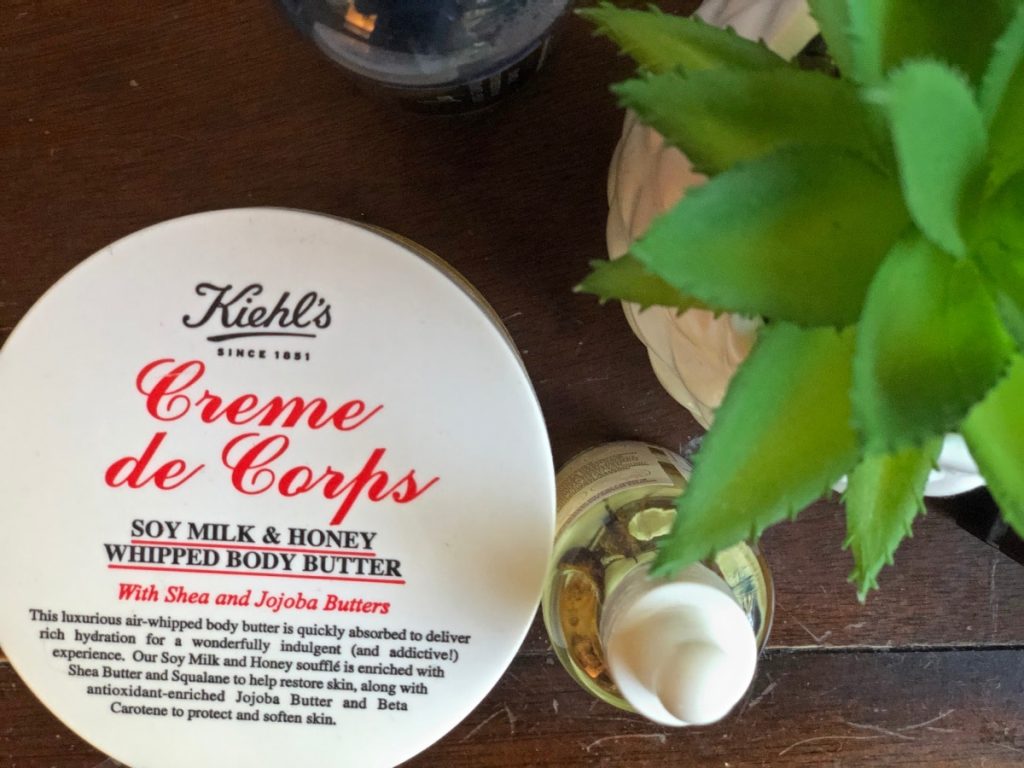 Kiehl's
SINCE 1851
Creme
de Corps
SOY MILK & HONEY
WHIPPED BODY BUTTER
With Shea and Jojoba Butters
This luxurious air-whipped body butter is quickly absorbed to deliver
rich hydration for a wonderfully indulgent (and addictive!)
experience. Our Soy Milk and Honey soufflé is enriched with
Shea Butter and Squalane to help restore skin, along with
antioxidant-enriched Jojoba Butter and Beta
Carotene to protect and soften skin.